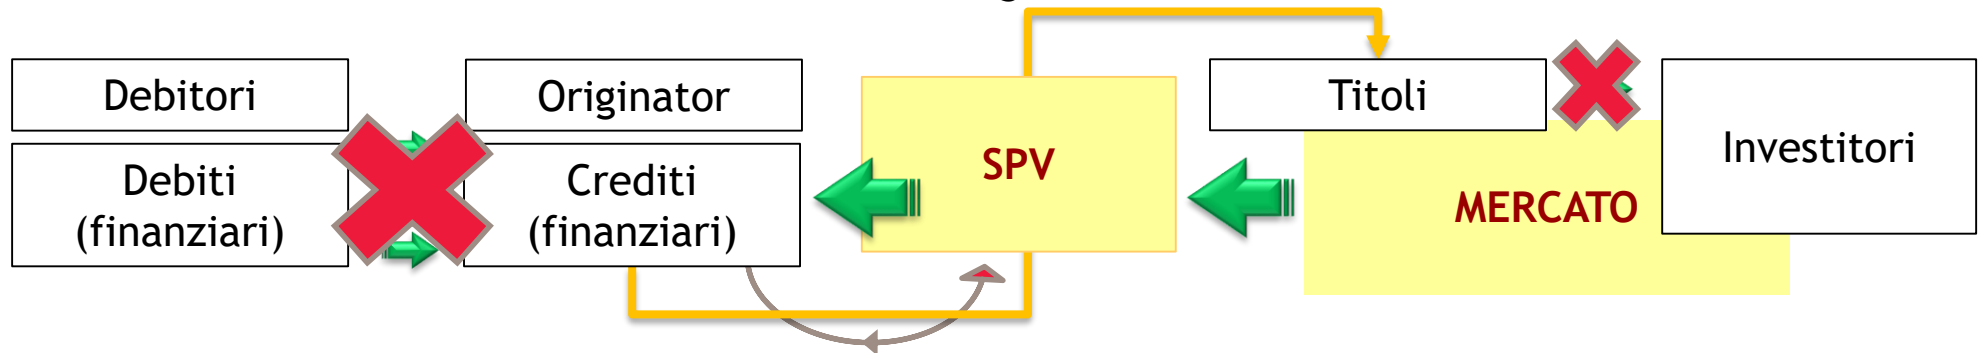 Debitori
Originator
Titoli
Debiti
(finanziari)
Crediti
(finanziari)
SPV
MERCATO
Investitori